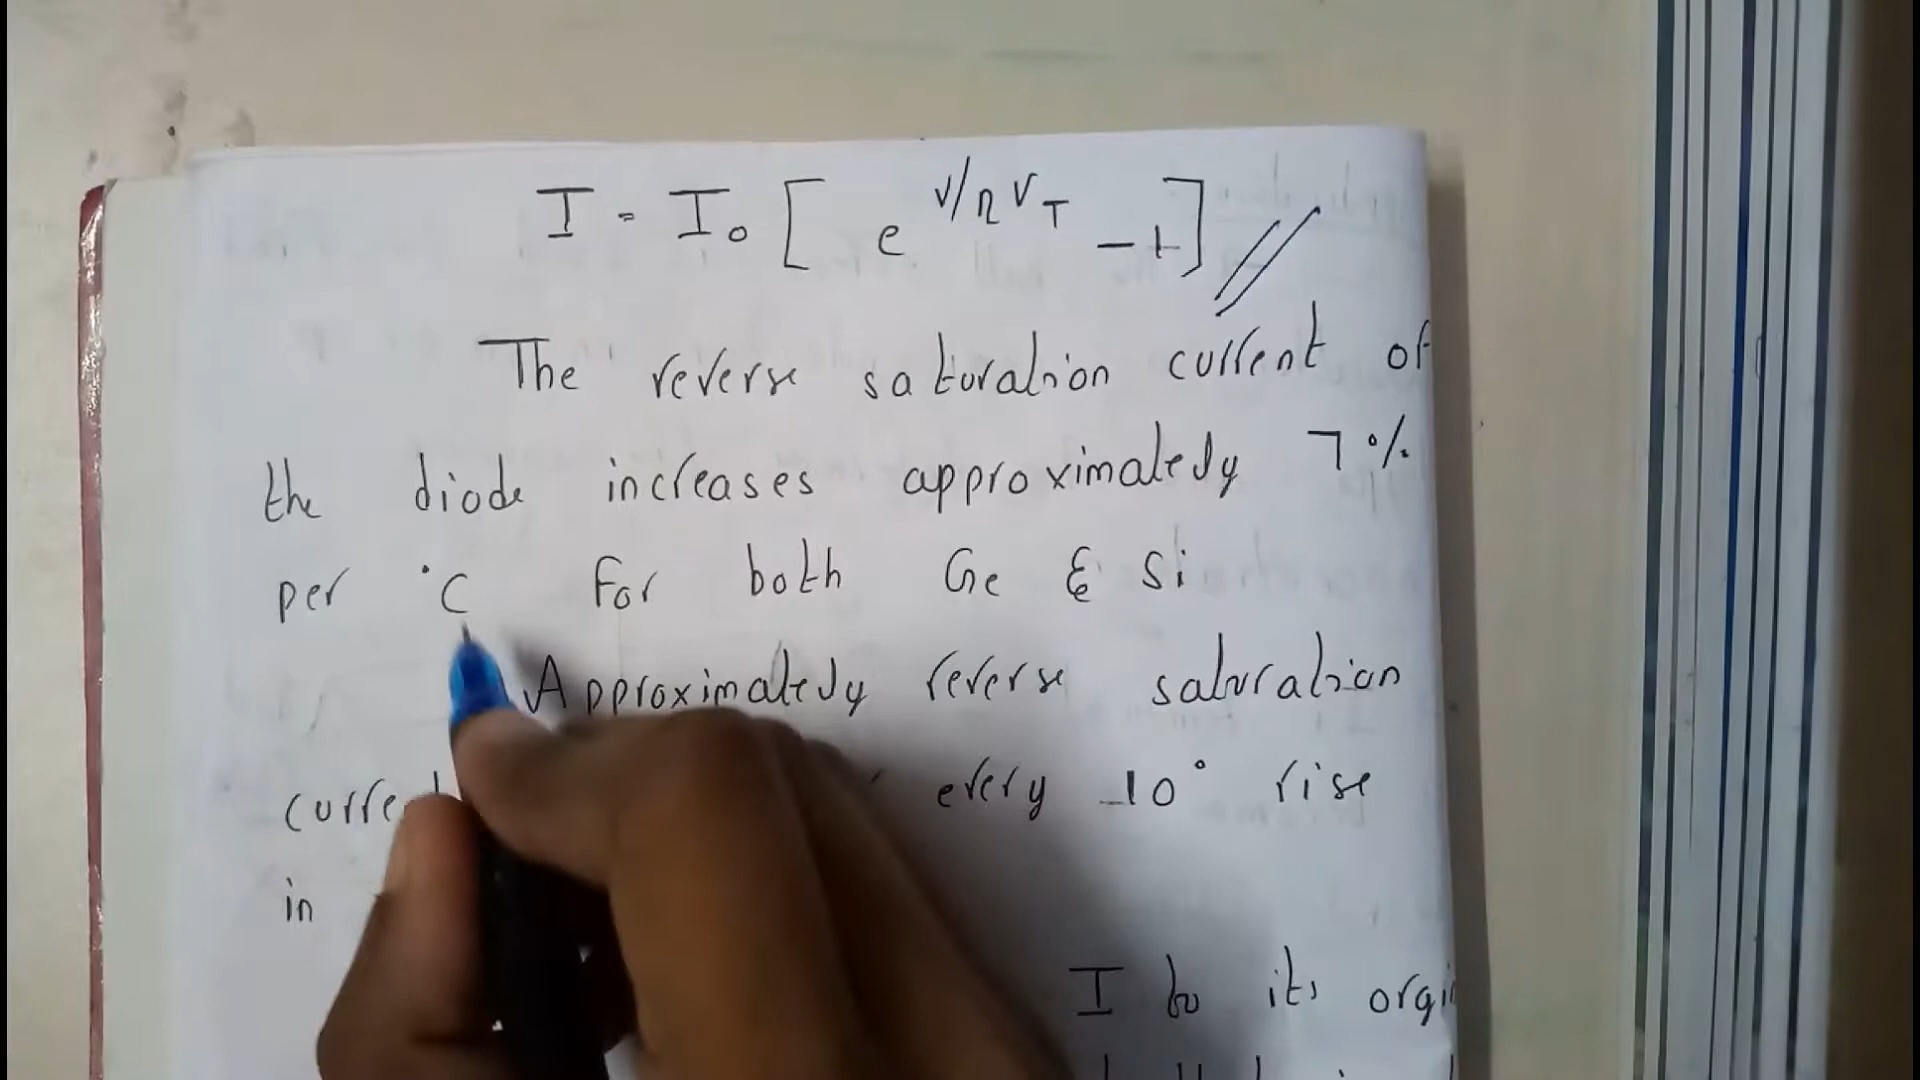 I = I₀ [ e^V/ηV_T - 1 ]
The reverse saturation current of
the diode increases approximately 7%
per °C For both Ge & Si
Approximately reverse saturation
every 10° rise
in
I to its